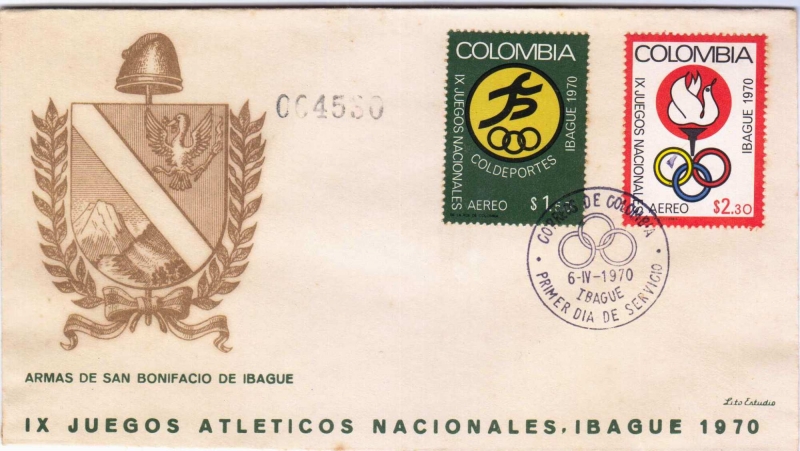 004530
COLOMBIA
IX JUEGOS NACIONALES
IBAGUE 1970
COLDEPORTES
AEREO
COLOMBIA
IX JUEGOS NACIONALES
IBAGUE 1970
AEREO
$2.30
CORREOS DE COLOMBIA
6-IV-1970
IBAGUE
PRIMER DIA DE SERVICIO
ARMAS DE SAN BONIFACIO DE IBAGUE
Lito Estudio
IX JUEGOS ATLETICOS NACIONALES, IBAGUE 1970